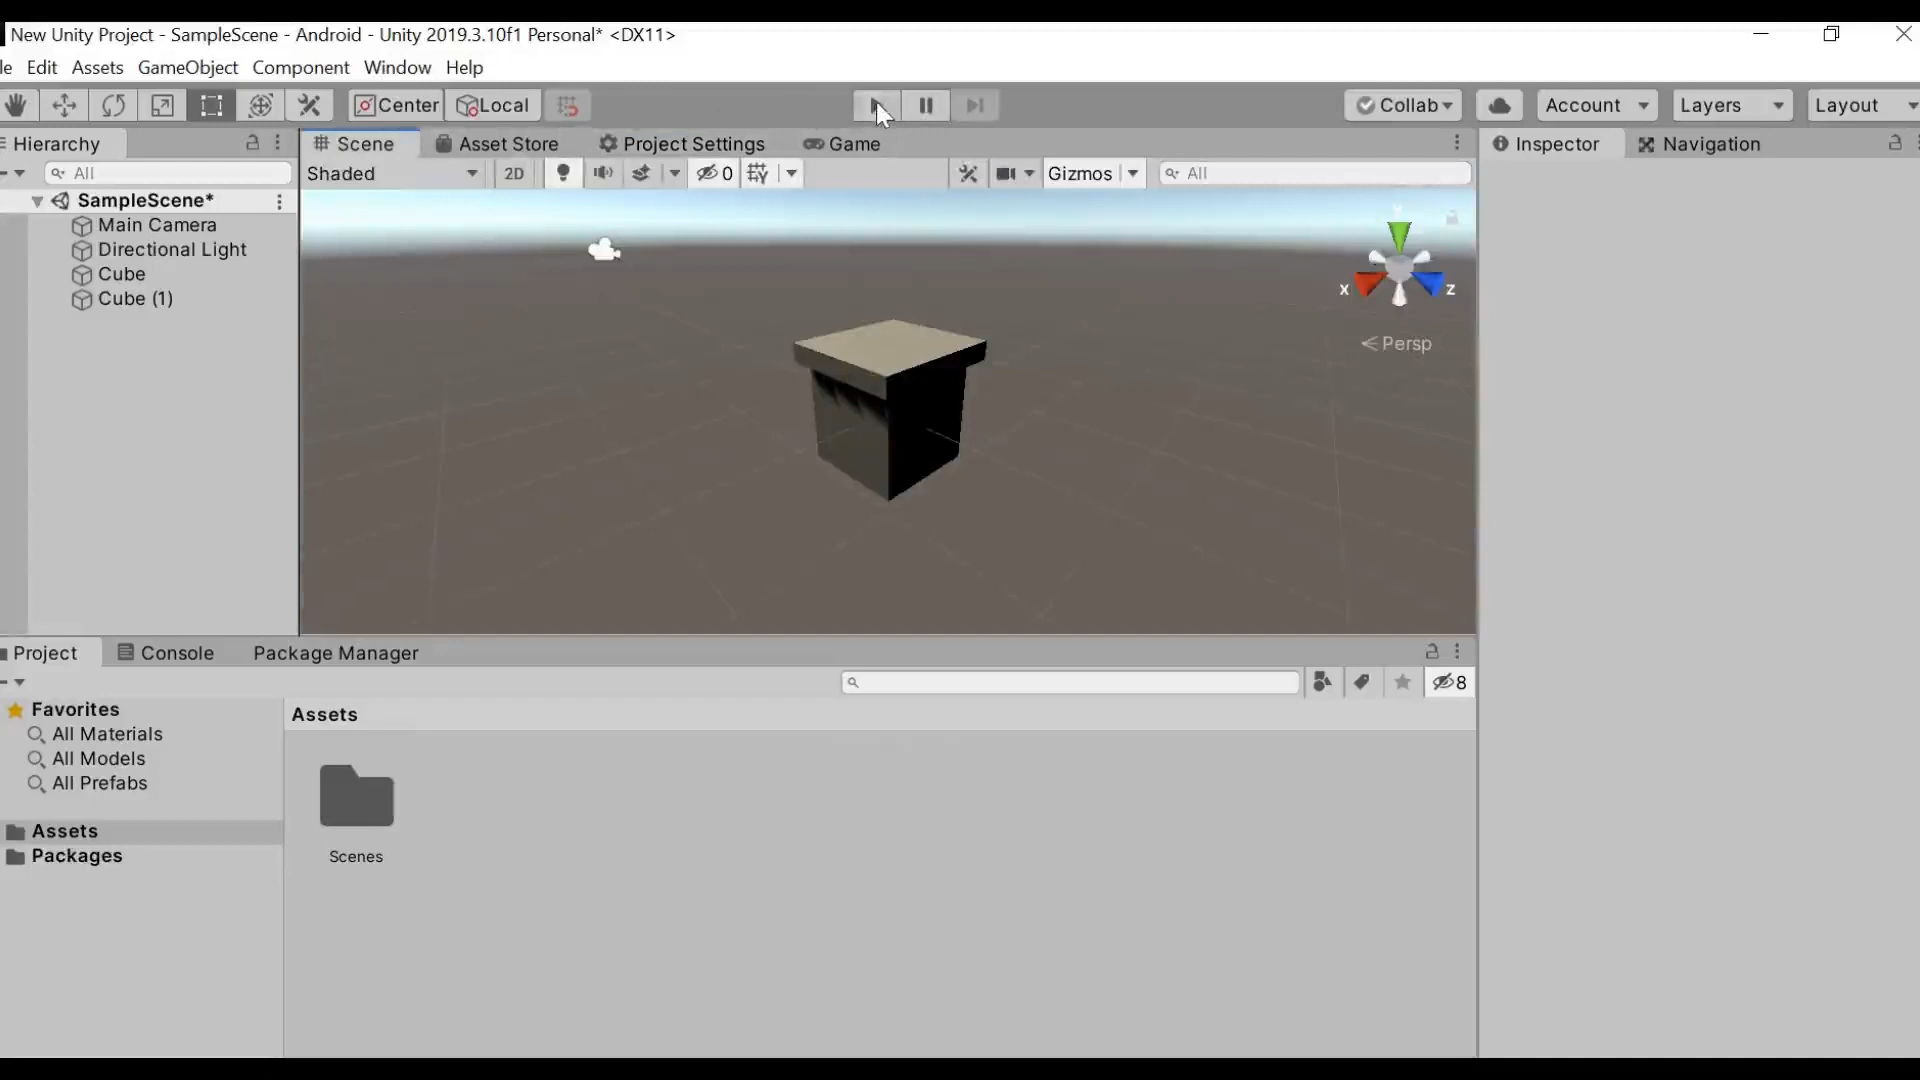 New Unity Project - SampleScene - Android - Unity 2019.3.10f1 Personal* <DX11>
le Edit Assets GameObject Component Window Help
Center Local Collab Account Layers Layout
Hierarchy Scene Asset Store Project Settings Game Inspector Navigation
All Shaded 2D 0 Gizmos All
SampleScene*
Main Camera
Directional Light
Cube
Cube (1)
x z
Persp
Project Console Package Manager
8
Favorites
All Materials
All Models
All Prefabs
Assets
Packages
Assets
Scenes